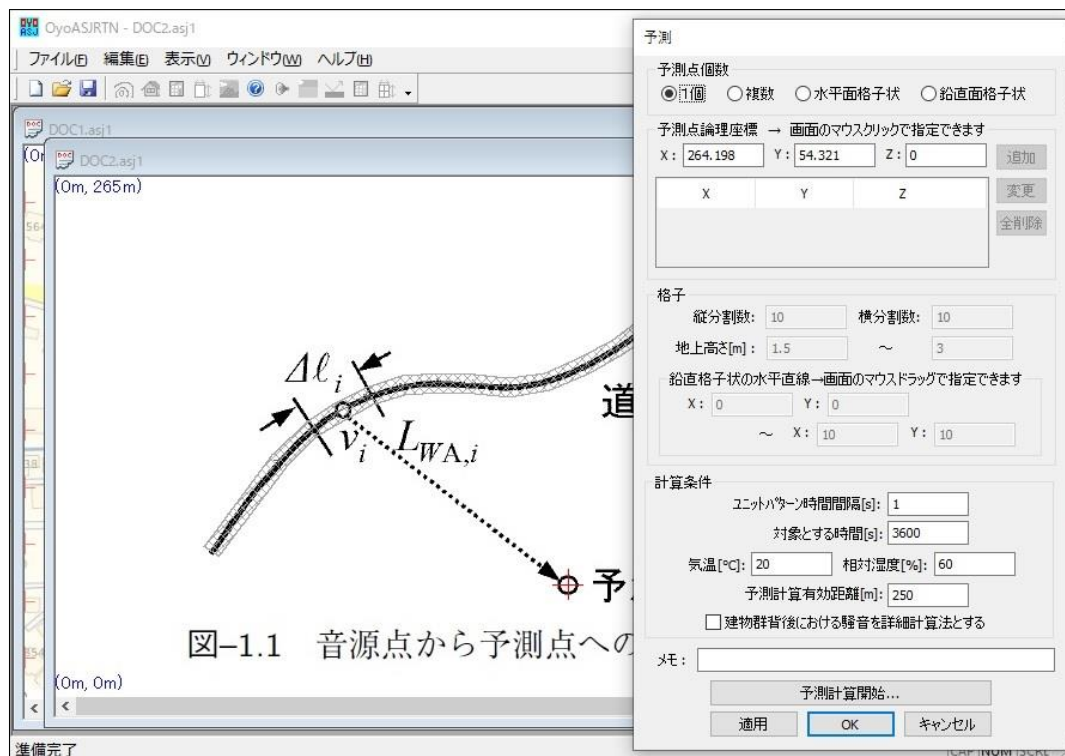 OYO ASJ OyoASJRTN - DOC2.asj1
ファイル(F) 編集(E) 表示(V) ウィンドウ(W) ヘルプ(H)
DOC1.asj1
DOC2.asj1
(0m, 265m)
Δℓi
νi
LWA,i
道
予
図–1.1 音源点から予測点への
(0m, 0m)
準備完了
予測
予測点個数
1個 複数 水平面格子状 鉛直面格子状
予測点論理座標 → 画面のマウスクリックで指定できます
X: 264.198 Y: 54.321 Z: 0 追加
X Y Z
変更
全削除
格子
縦分割数: 10 横分割数: 10
地上高さ[m]: 1.5 ~ 3
鉛直格子状の水平直線→画面のマウスドラッグで指定できます
X: 0 Y: 0
~ X: 10 Y: 10
計算条件
ユニットパターン時間間隔[s]: 1
対象とする時間[s]: 3600
気温[℃]: 20 相対湿度[%]: 60
予測計算有効距離[m]: 250
建物群背後における騒音を詳細計算法とする
メモ:
予測計算開始...
適用 OK キャンセル